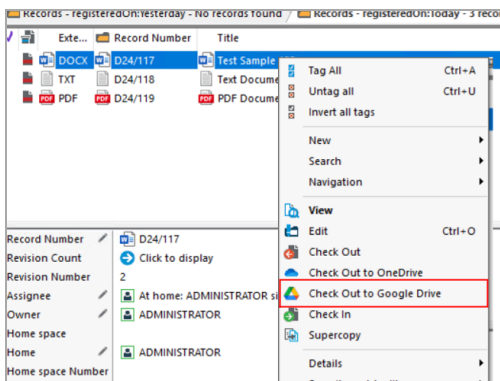 Records - registeredOn:Yesterday - No records found / Records - registeredOn:Today - 3 reco
Exte... Record Number Title
DOCX D24/117 Test Sample
TXT D24/118 Text Docume
PDF D24/119 PDF Docume
Tag All Ctrl+A
Untag all Ctrl+U
Invert all tags
New
Search
Navigation
View
Edit Ctrl+O
Check Out
Check Out to OneDrive
Check Out to Google Drive
Check In
Supercopy
Details
Record Number D24/117
Revision Count Click to display
Revision Number 2
Assignee At home: ADMINISTRATOR si
Owner ADMINISTRATOR
Home space
Home ADMINISTRATOR
Home space Number